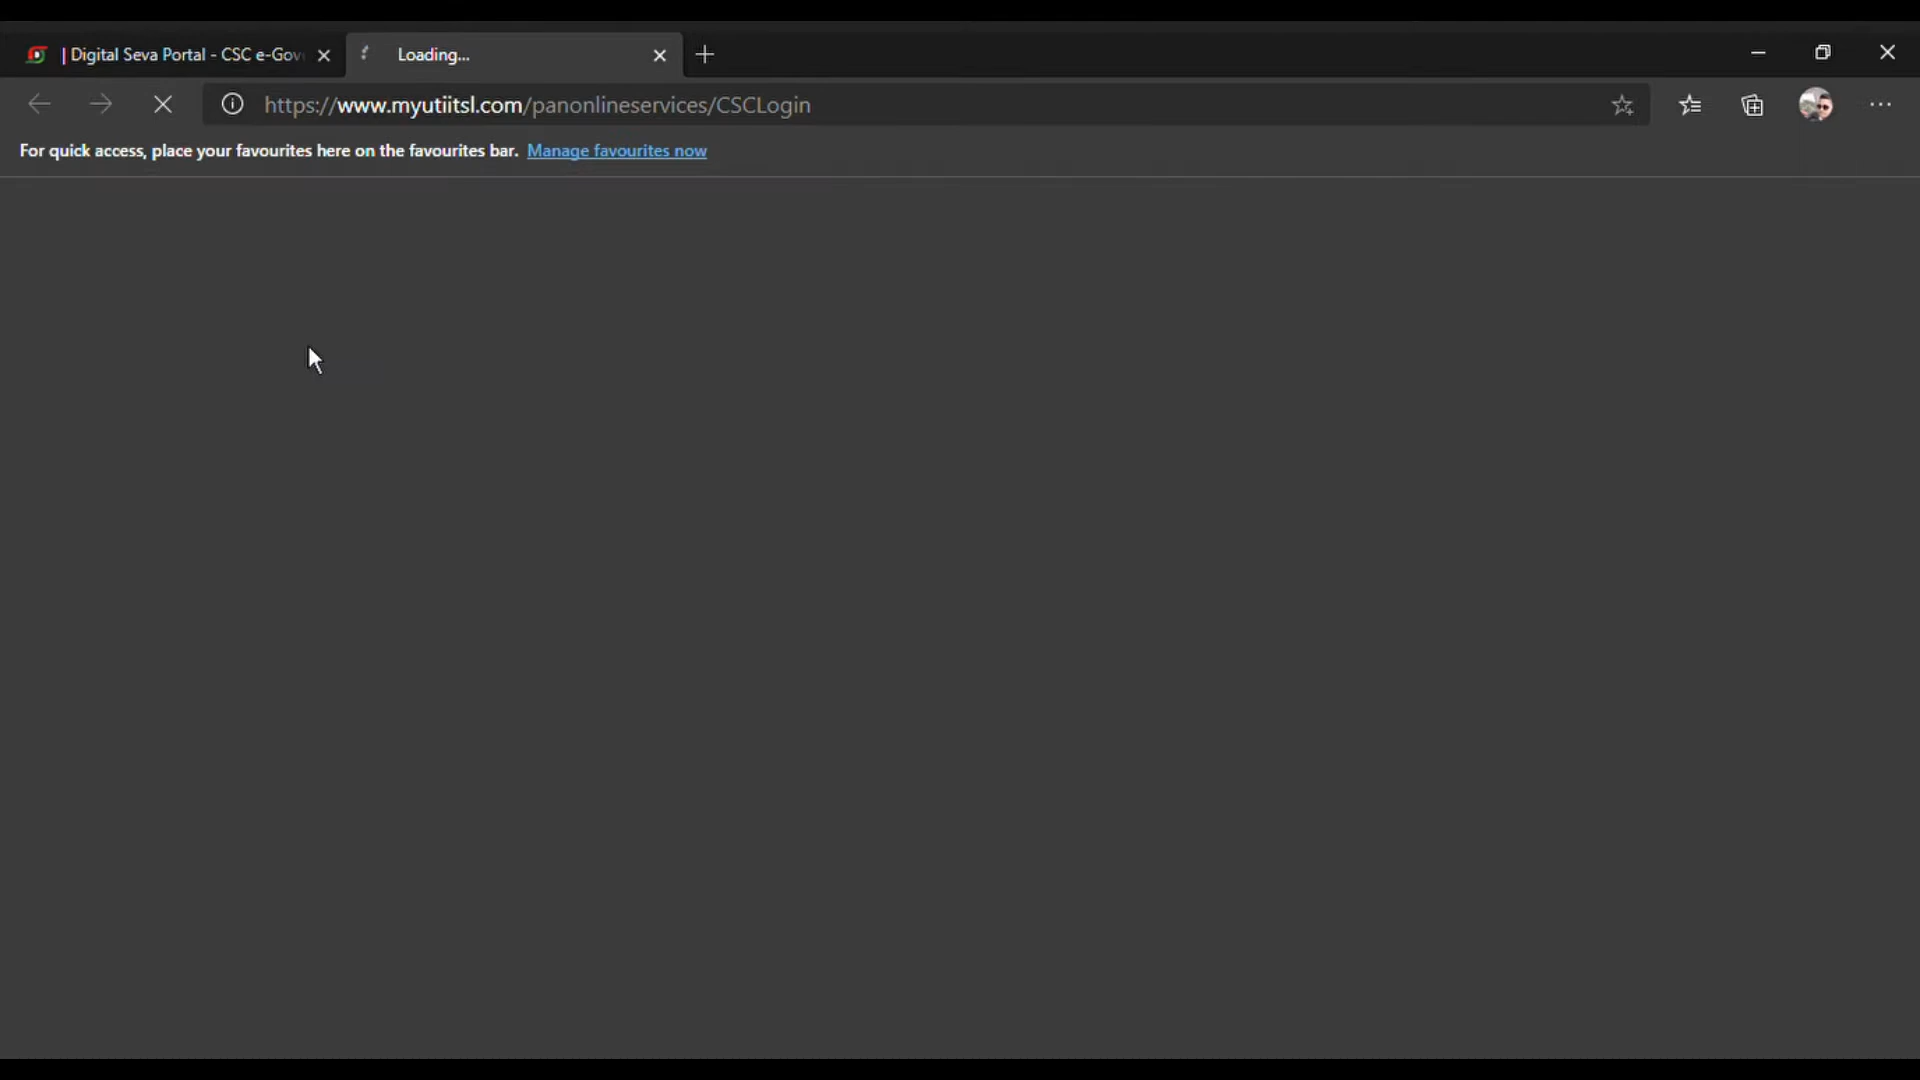 | Digital Seva Portal - CSC e-Gov
Loading...
https://www.myutiitsl.com/panonlineservices/CSCLogin
For quick access, place your favourites here on the favourites bar. Manage favourites now